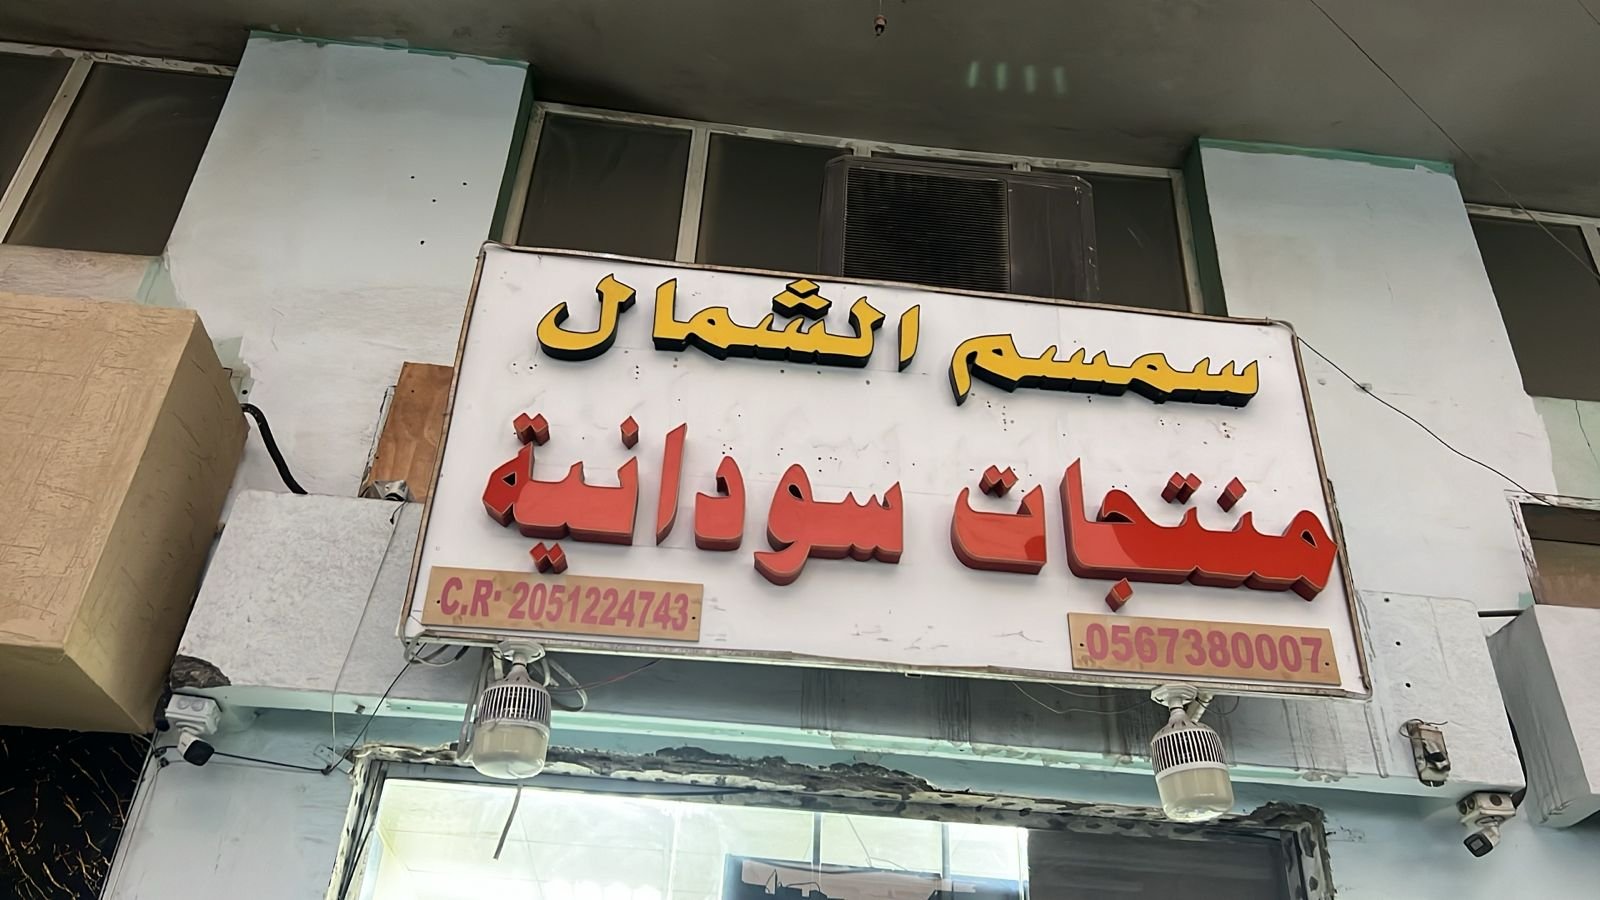 سمسم الشمال
منتجات سودانية
C.R. 2051224743
0567380007